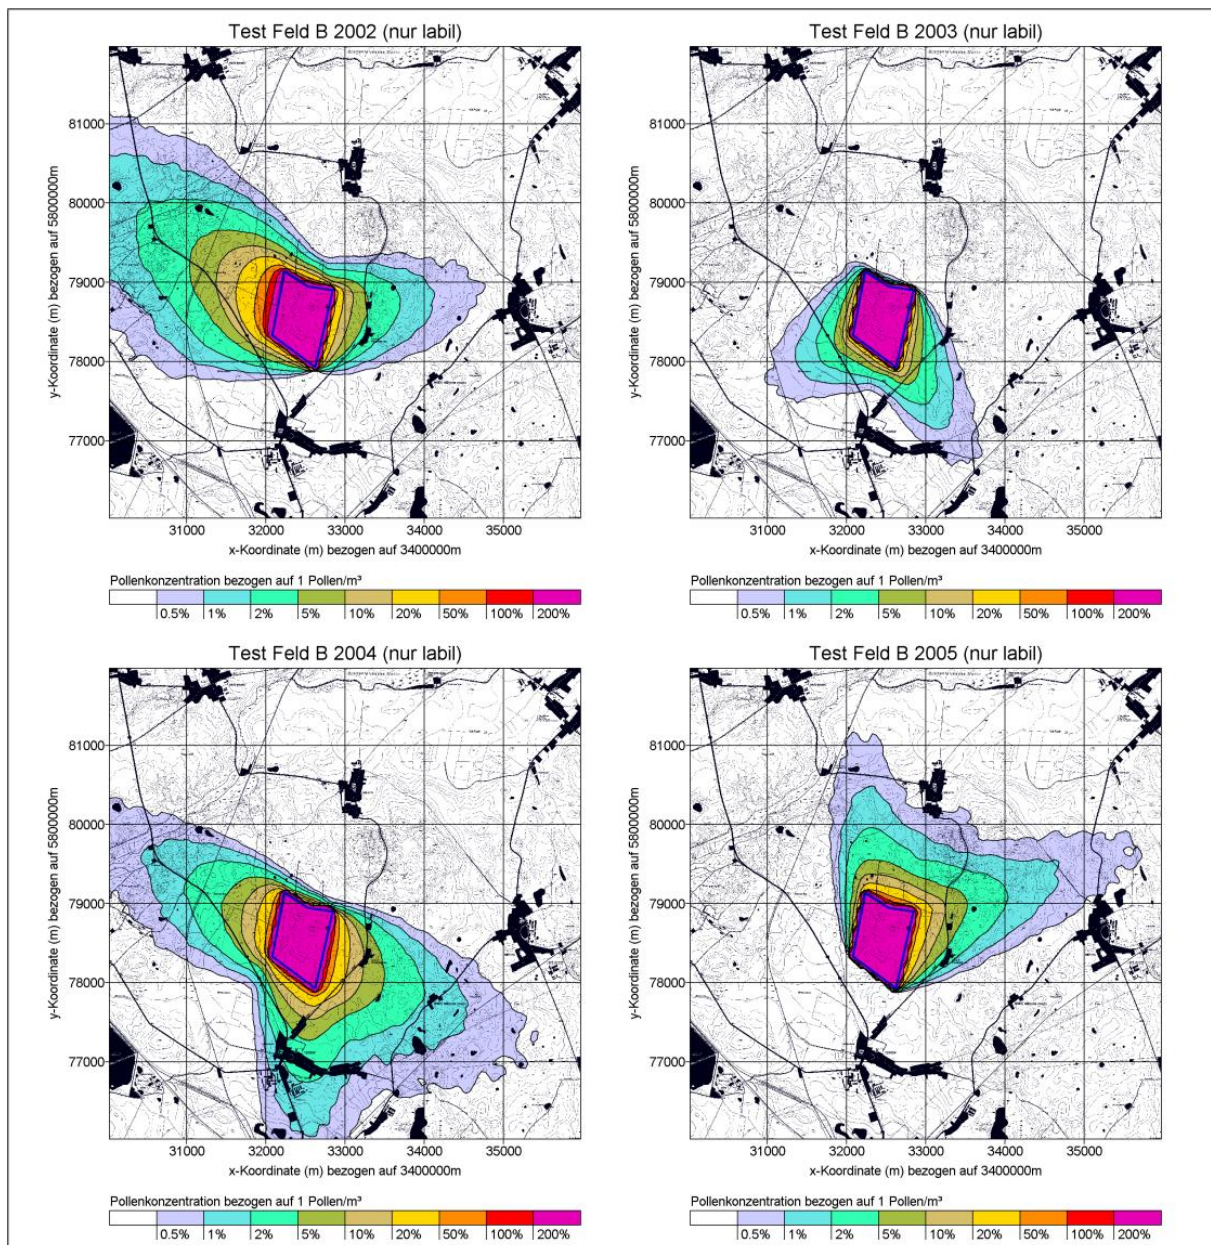 Test Feld B 2002 (nur labil)
81000
80000
79000
78000
77000
y-Koordinate (m) bezogen auf 5800000m
31000 32000 33000 34000 35000
x-Koordinate (m) bezogen auf 3400000m
Pollenkonzentration bezogen auf 1 Pollen/m³
0.5% 1% 2% 5% 10% 20% 50% 100% 200%
Test Feld B 2003 (nur labil)
81000
80000
79000
78000
77000
y-Koordinate (m) bezogen auf 5800000m
31000 32000 33000 34000 35000
x-Koordinate (m) bezogen auf 3400000m
Pollenkonzentration bezogen auf 1 Pollen/m³
0.5% 1% 2% 5% 10% 20% 50% 100% 200%
Test Feld B 2004 (nur labil)
81000
80000
79000
78000
77000
y-Koordinate (m) bezogen auf 5800000m
31000 32000 33000 34000 35000
x-Koordinate (m) bezogen auf 3400000m
Pollenkonzentration bezogen auf 1 Pollen/m³
0.5% 1% 2% 5% 10% 20% 50% 100% 200%
Test Feld B 2005 (nur labil)
81000
80000
79000
78000
77000
y-Koordinate (m) bezogen auf 5800000m
31000 32000 33000 34000 35000
x-Koordinate (m) bezogen auf 3400000m
Pollenkonzentration bezogen auf 1 Pollen/m³
0.5% 1% 2% 5% 10% 20% 50% 100% 200%